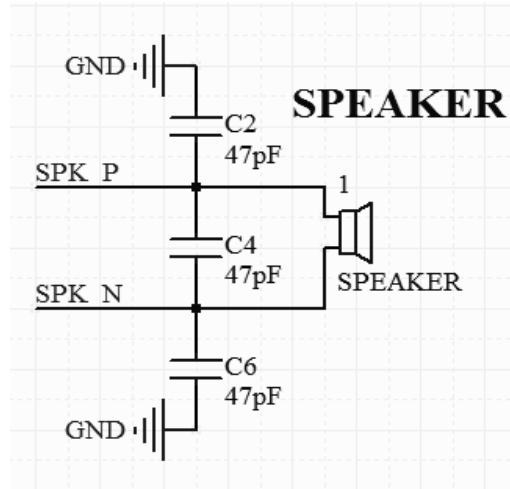 GND
C2
47pF
SPEAKER
SPK_P
1
C4
47pF
SPEAKER
SPK_N
C6
47pF
GND